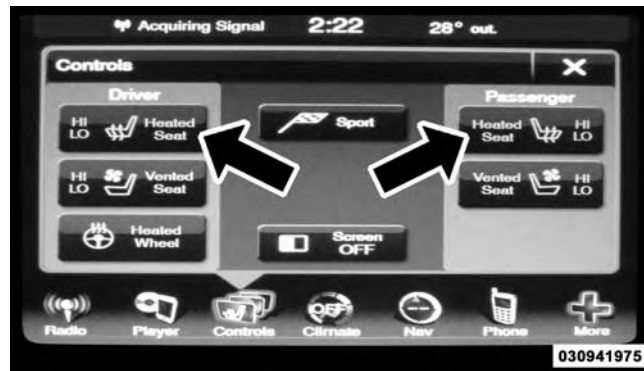 Acquiring Signal 2:22 28° out.
Controls
Driver
Passenger
HI
LO
Heated
Seat
Sport
Heated
Seat
HI
LO
HI
LO
Vented
Seat
Vented
Seat
HI
LO
Heated
Wheel
Screen
OFF
OFF
Radio Player Controls Climate Nav Phone More
030941975